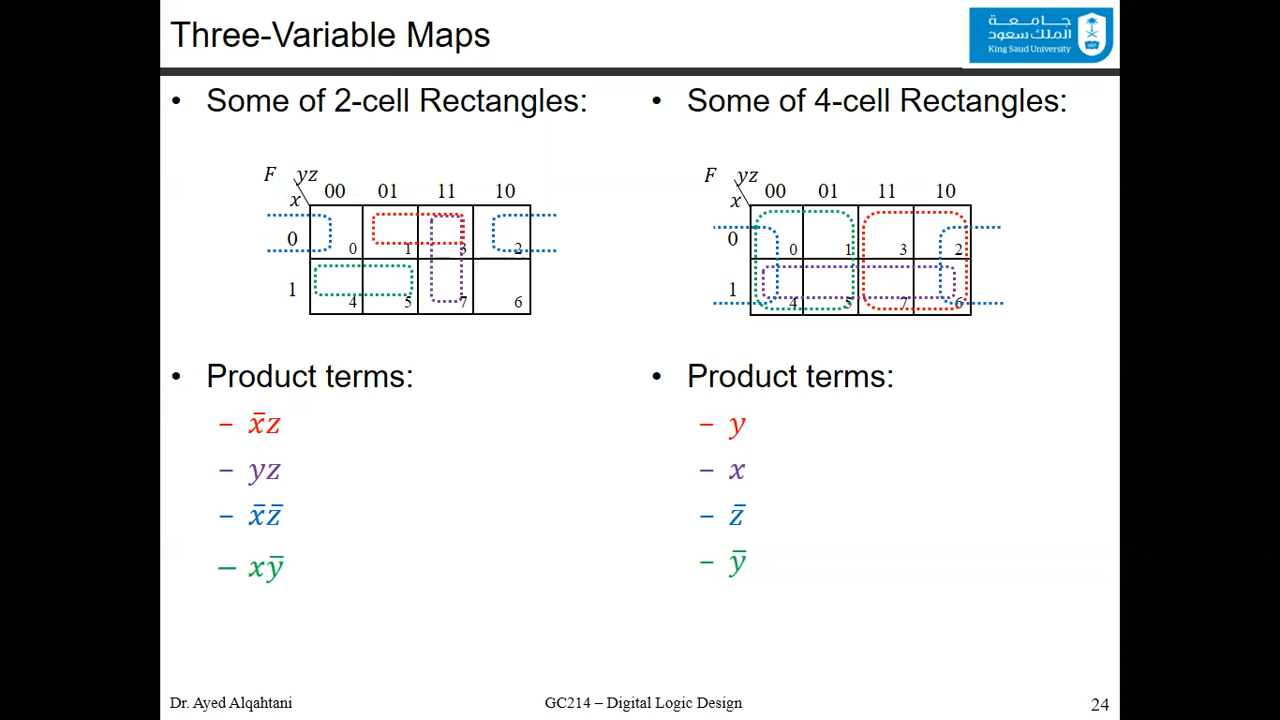 Three-Variable Maps
جامعة
الملك سعود
King Saud University
• Some of 2-cell Rectangles:
F yz
x
00 01 11 10
0
0 1 3 2
1
4 5 7 6
• Product terms:
– x̄z
– yz
– x̄z̄
– xȳ
• Some of 4-cell Rectangles:
F yz
x
00 01 11 10
0
0 1 3 2
1
4 5 7 6
• Product terms:
– y
– x
– z̄
– ȳ
Dr. Ayed Alqahtani
GC214 – Digital Logic Design
24